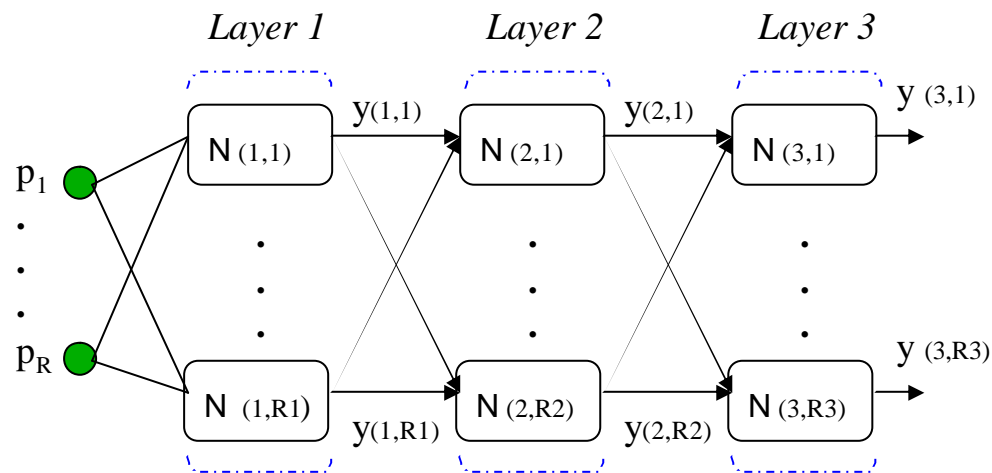 Layer 1 Layer 2 Layer 3
y (3,1)
y(1,1) y(2,1)
N (1,1) N (2,1) N (3,1)
p1
. . . .
. . . .
. . . .
pR
y (3,R3)
N (1,R1) N (2,R2) N (3,R3)
y(1,R1) y(2,R2)